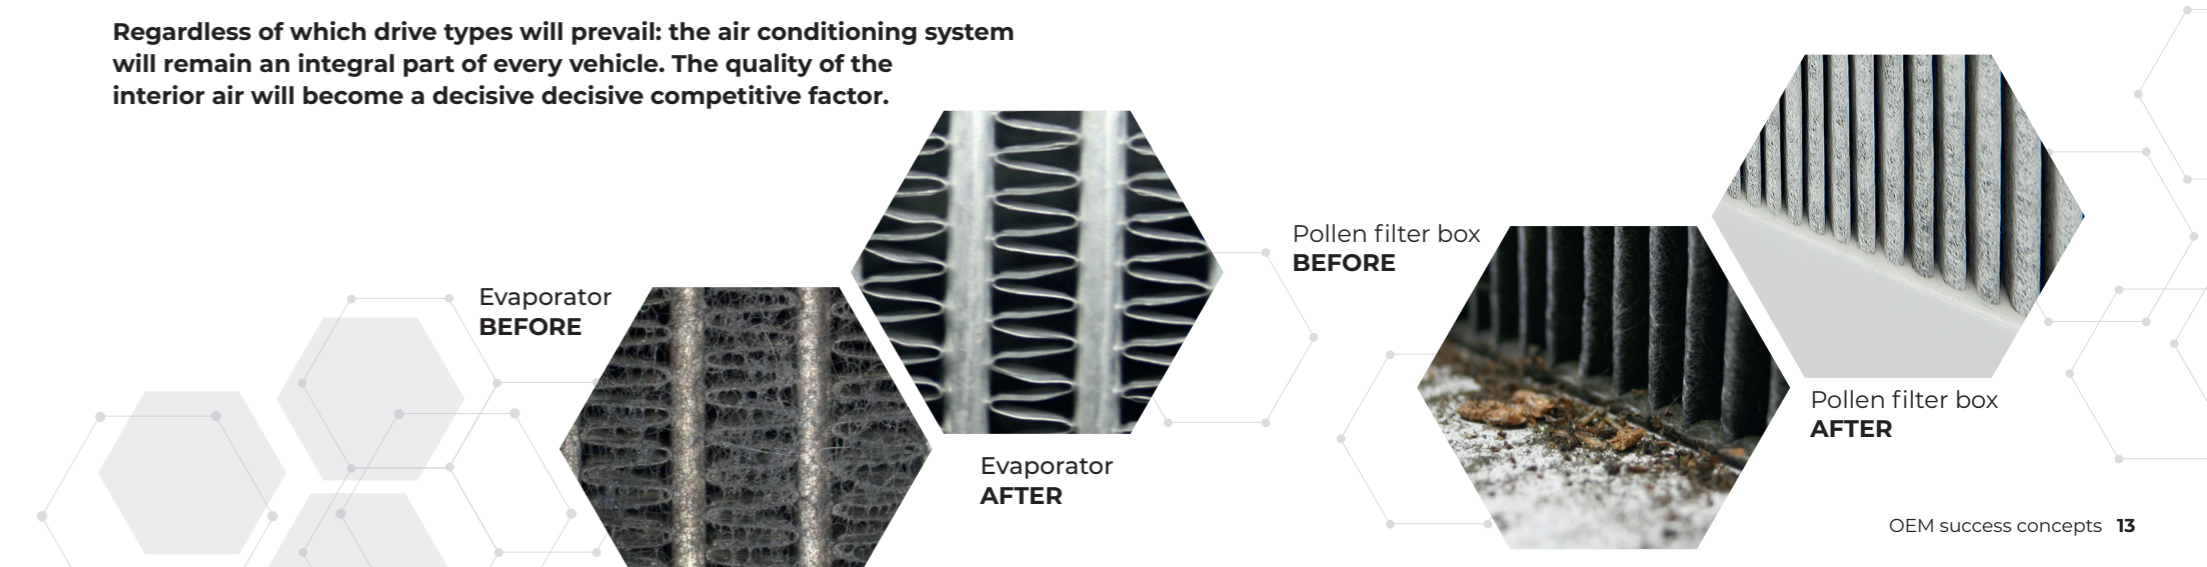 Regardless of which drive types will prevail: the air conditioning system
will remain an integral part of every vehicle. The quality of the
interior air will become a decisive decisive competitive factor.
Evaporator
BEFORE
Evaporator
AFTER
Pollen filter box
BEFORE
Pollen filter box
AFTER
OEM success concepts 13